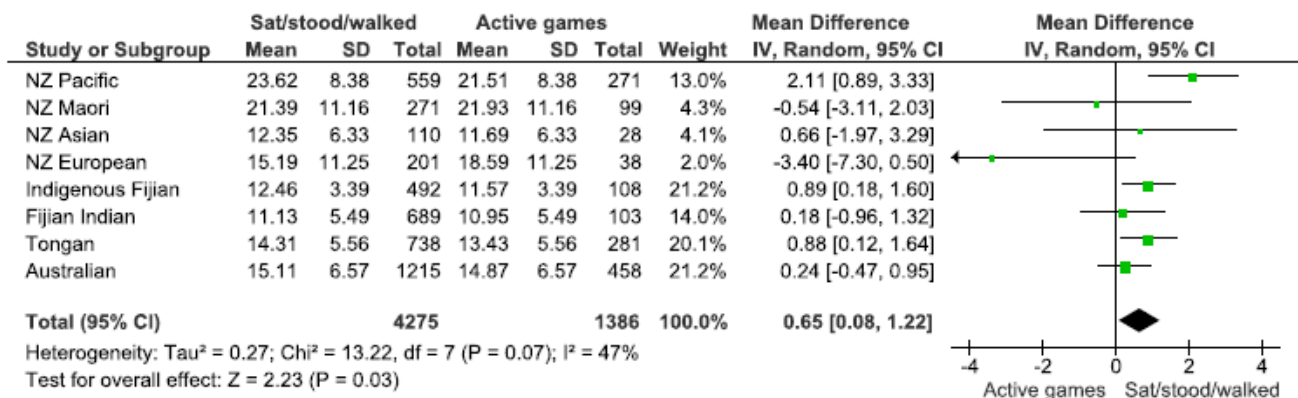 Sat/stood/walked Active games Mean Difference Mean Difference
Study or Subgroup Mean SD Total Mean SD Total Weight IV, Random, 95% CI IV, Random, 95% CI
NZ Pacific 23.62 8.38 559 21.51 8.38 271 13.0% 2.11 [0.89, 3.33]
NZ Maori 21.39 11.16 271 21.93 11.16 99 4.3% -0.54 [-3.11, 2.03]
NZ Asian 12.35 6.33 110 11.69 6.33 28 4.1% 0.66 [-1.97, 3.29]
NZ European 15.19 11.25 201 18.59 11.25 38 2.0% -3.40 [-7.30, 0.50]
Indigenous Fijian 12.46 3.39 492 11.57 3.39 108 21.2% 0.89 [0.18, 1.60]
Fijian Indian 11.13 5.49 689 10.95 5.49 103 14.0% 0.18 [-0.96, 1.32]
Tongan 14.31 5.56 738 13.43 5.56 281 20.1% 0.88 [0.12, 1.64]
Australian 15.11 6.57 1215 14.87 6.57 458 21.2% 0.24 [-0.47, 0.95]
Total (95% CI) 4275 1386 100.0% 0.65 [0.08, 1.22]
Heterogeneity: Tau² = 0.27; Chi² = 13.22, df = 7 (P = 0.07); I² = 47%
Test for overall effect: Z = 2.23 (P = 0.03)
-4 -2 0 2 4
Active games Sat/stood/walked